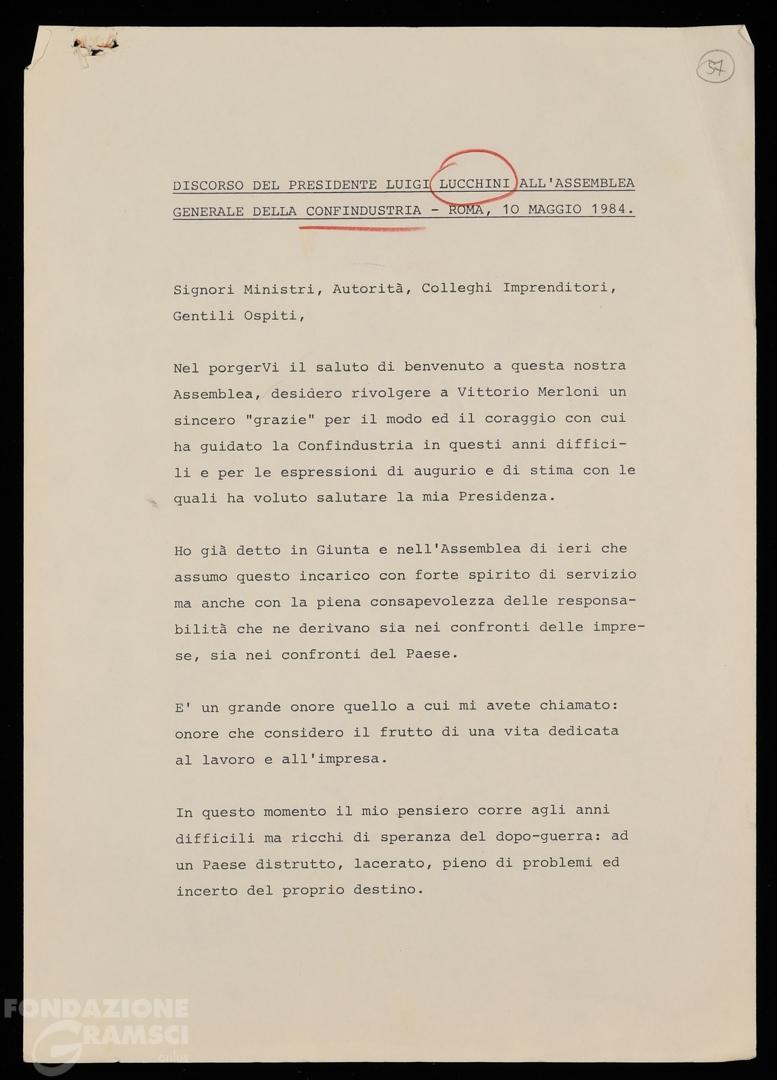 57
DISCORSO DEL PRESIDENTE LUIGI LUCCHINI ALL'ASSEMBLEA
GENERALE DELLA CONFINDUSTRIA - ROMA, 10 MAGGIO 1984.
Signori Ministri, Autorità, Colleghi Imprenditori,
Gentili Ospiti,
Nel porgerVi il saluto di benvenuto a questa nostra
Assemblea, desidero rivolgere a Vittorio Merloni un
sincero "grazie" per il modo ed il coraggio con cui
ha guidato la Confindustria in questi anni diffici-
li e per le espressioni di augurio e di stima con le
quali ha voluto salutare la mia Presidenza.
Ho già detto in Giunta e nell'Assemblea di ieri che
assumo questo incarico con forte spirito di servizio
ma anche con la piena consapevolezza delle responsa-
bilità che ne derivano sia nei confronti delle impre-
se, sia nei confronti del Paese.
E' un grande onore quello a cui mi avete chiamato:
onore che considero il frutto di una vita dedicata
al lavoro e all'impresa.
In questo momento il mio pensiero corre agli anni
difficili ma ricchi di speranza del dopo-guerra: ad
un Paese distrutto, lacerato, pieno di problemi ed
incerto del proprio destino.
FONDAZIONE
GRAMSCI
onlus